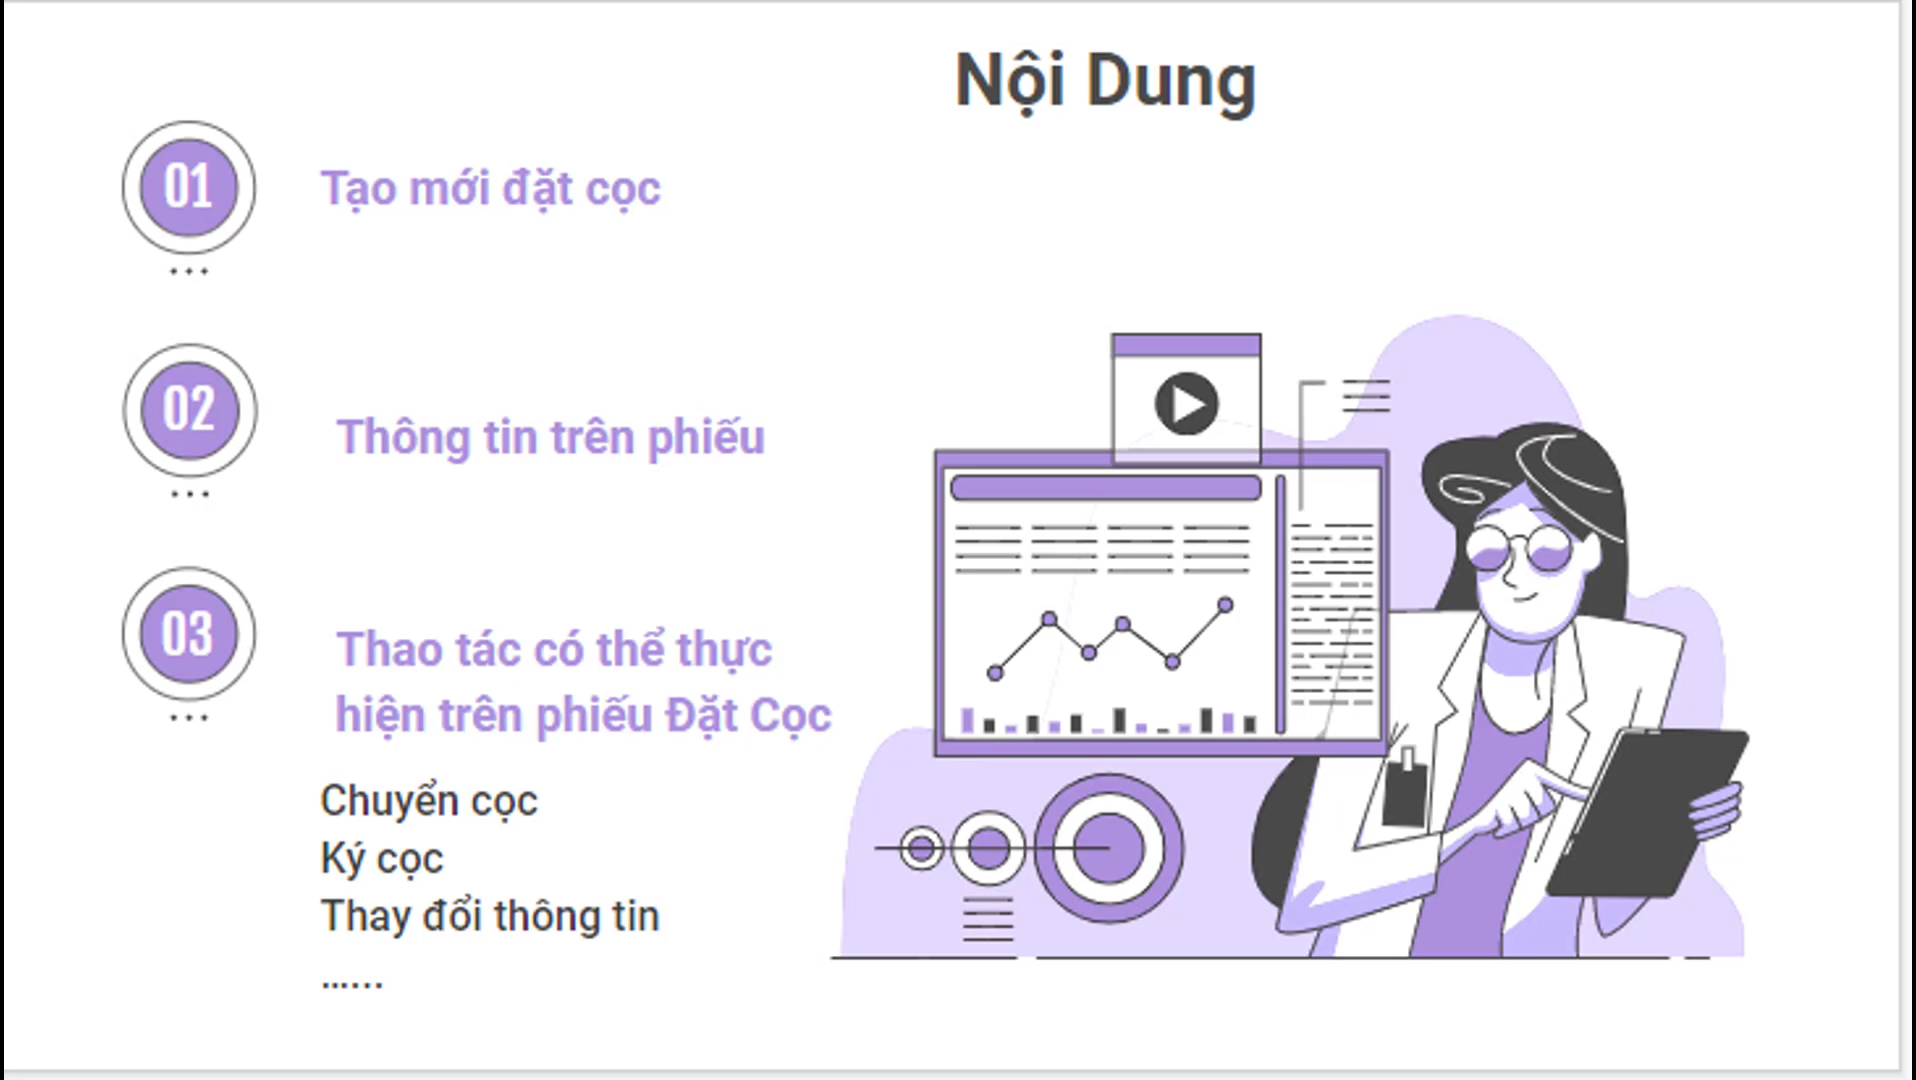 Nội Dung
01
Tạo mới đặt cọc
02
Thông tin trên phiếu
03
Thao tác có thể thực
hiện trên phiếu Đặt Cọc
Chuyển cọc
Ký cọc
Thay đổi thông tin
......